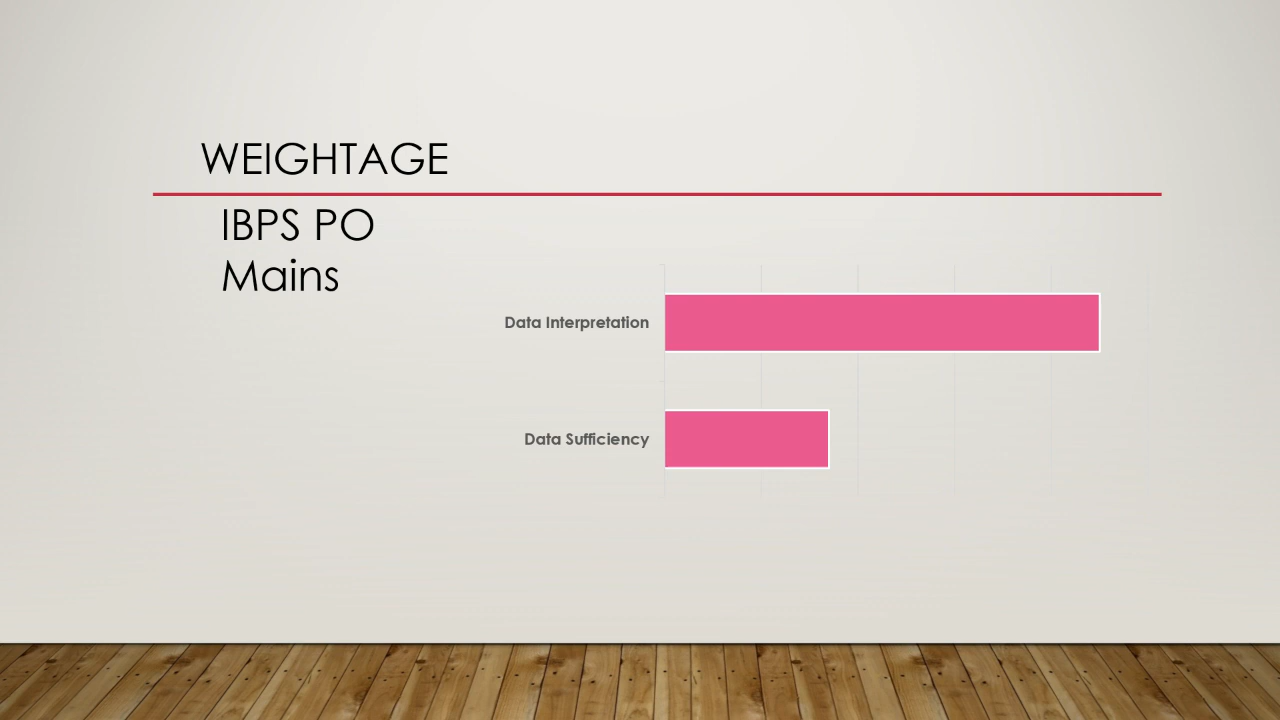 WEIGHTAGE
IBPS PO
Mains
Data Interpretation
Data Sufficiency